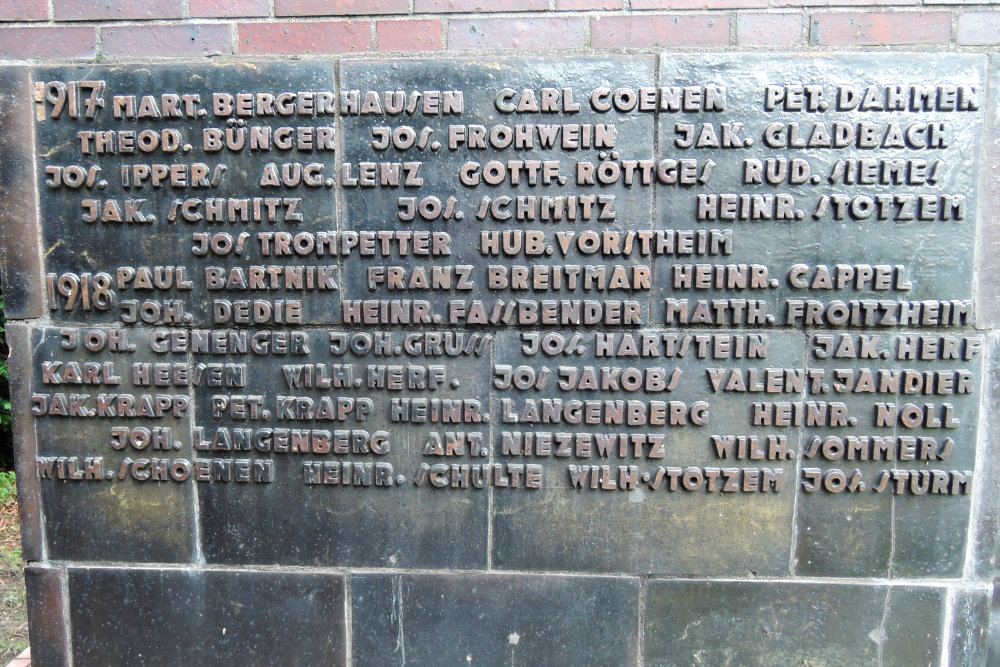 1917 MART. BERGERHAUSEN CARL COENEN PET. DAHMEN
THEOD. BÜNGER JOS. FROHWEIN JAK. GLADBACH
JOS. IPPERS AUG. LENZ GOTTF. RÖTTGES RUD. SIEMES
JAK. SCHMITZ JOS. SCHMITZ HEINR. STOTZEM
JOS TROMPETTER HUB. VORSTHEIM
1918 PAUL BARTNIK FRANZ BREITMAR HEINR. CAPPEL
JOH. DEDIE HEINR. FASSBENDER MATTH. FROITZHEIM
JOH. GENENGER JOH. GRUSS JOS. HARTSTEIN JAK. HERF
KARL HEESEN WILH. HERF. JOS JAKOBS VALENT. JANDIER
JAK. KRAPP PET. KRAPP HEINR. LANGENBERG HEINR. NOLL
JOH. LANGENBERG ANT. NIEZEWITZ WILH. SOMMERS
WILH. SCHOENEN HEINR. SCHULTE WILH. STOTZEM JOS. STURM